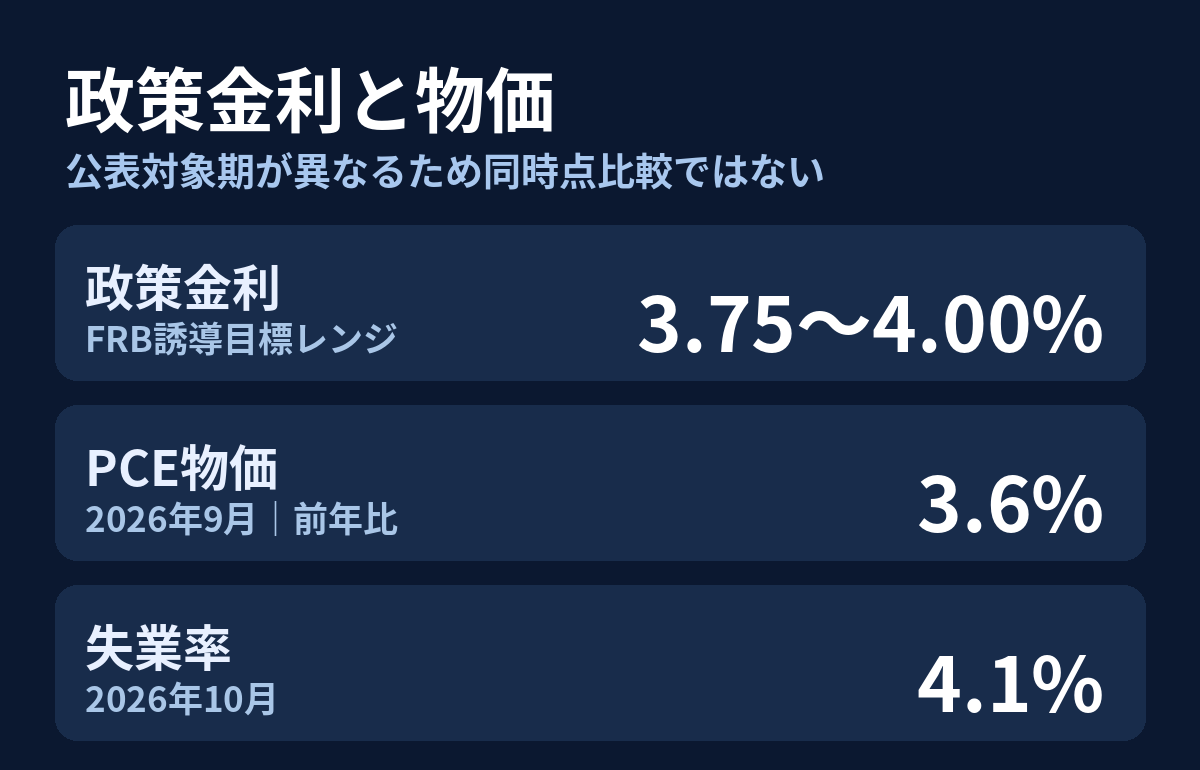 政策金利と物価
公表対象期が異なるため同時点比較ではない
政策金利
FRB誘導目標レンジ
3.75〜4.00%
PCE物価
2026年9月｜前年比
3.6%
失業率
2026年10月
4.1%